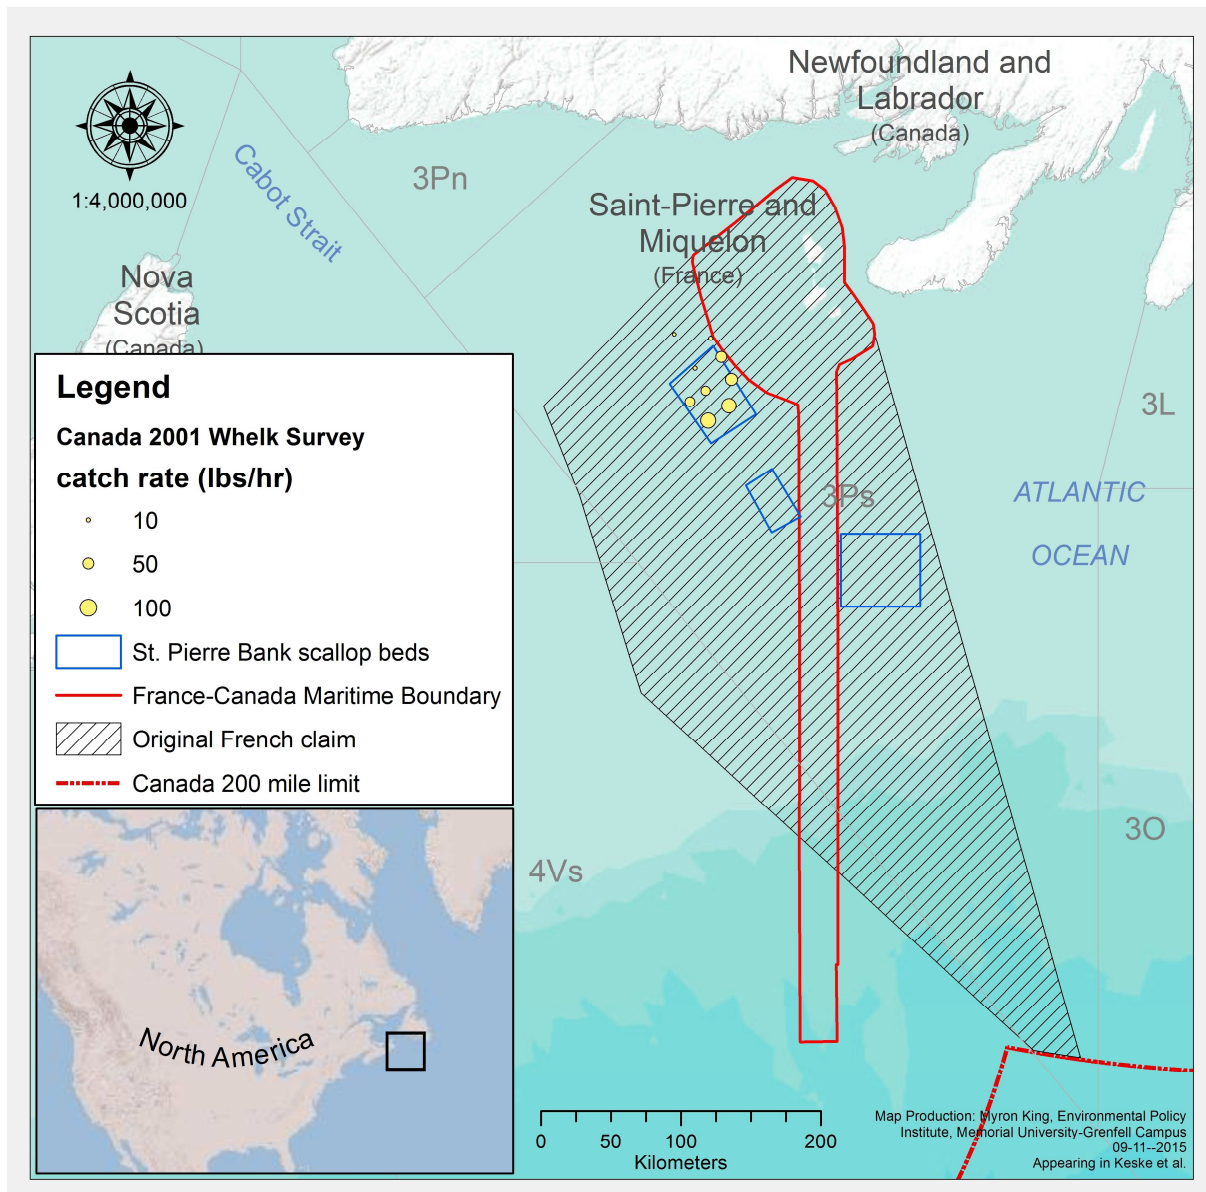 Newfoundland and
Labrador
(Canada)
1:4,000,000
Cabot Strait
3Pn
Saint-Pierre and
Miquelon
(France)
Nova
Scotia
(Canada)
Legend
Canada 2001 Whelk Survey
catch rate (lbs/hr)
10
50
100
St. Pierre Bank scallop beds
France-Canada Maritime Boundary
Original French claim
Canada 200 mile limit
3L
3Ps
ATLANTIC
OCEAN
3O
4Vs
North America
0 50 100 200
Kilometers
Map Production: Myron King, Environmental Policy
Institute, Memorial University-Grenfell Campus
09-11--2015
Appearing in Keske et al.